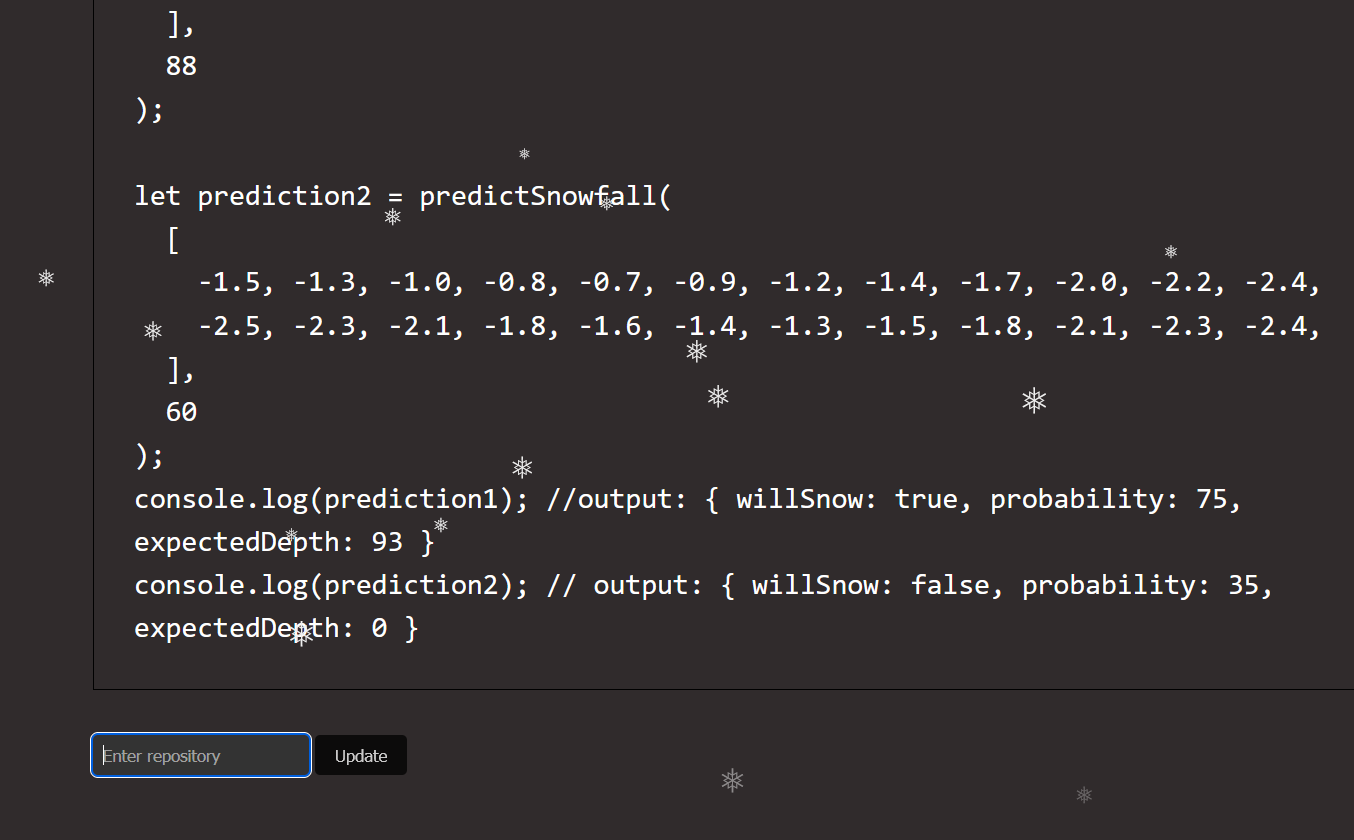 ],
88
);
let prediction2 = predictSnowfall(
[
-1.5, -1.3, -1.0, -0.8, -0.7, -0.9, -1.2, -1.4, -1.7, -2.0, -2.2, -2.4,
-2.5, -2.3, -2.1, -1.8, -1.6, -1.4, -1.3, -1.5, -1.8, -2.1, -2.3, -2.4,
],
60
);
console.log(prediction1); //output: { willSnow: true, probability: 75,
expectedDepth: 93 }
console.log(prediction2); // output: { willSnow: false, probability: 35,
expectedDepth: 0 }
Enter repository
Update